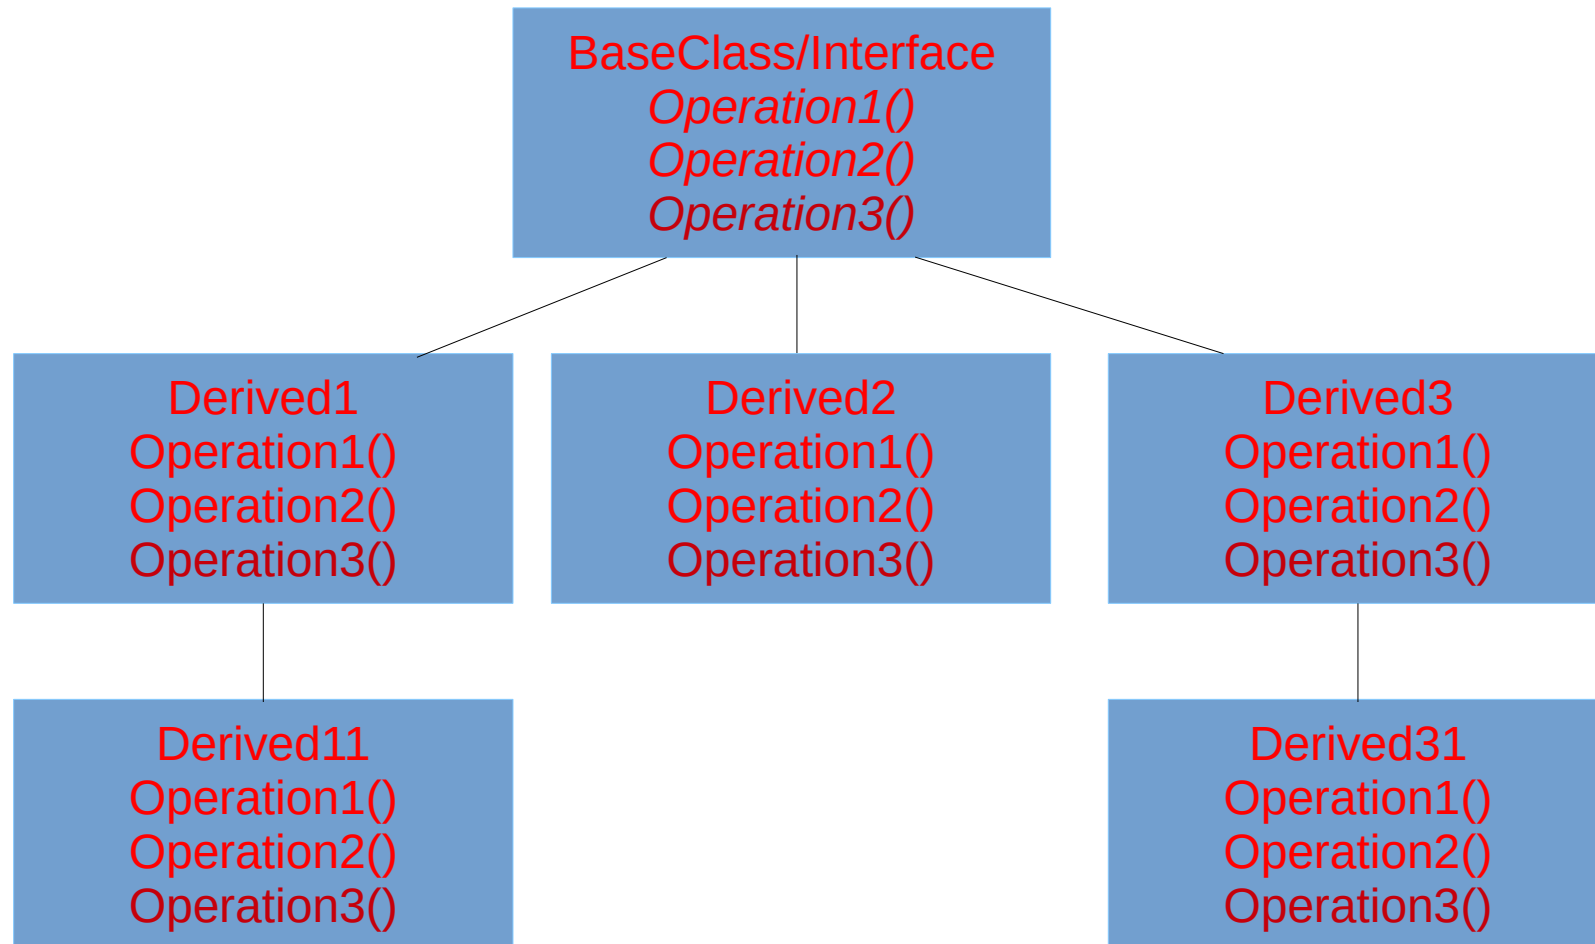 BaseClass/Interface
Operation1()
Operation2()
Operation3()
Derived1
Operation1()
Operation2()
Operation3()
Derived2
Operation1()
Operation2()
Operation3()
Derived3
Operation1()
Operation2()
Operation3()
Derived11
Operation1()
Operation2()
Operation3()
Derived31
Operation1()
Operation2()
Operation3()